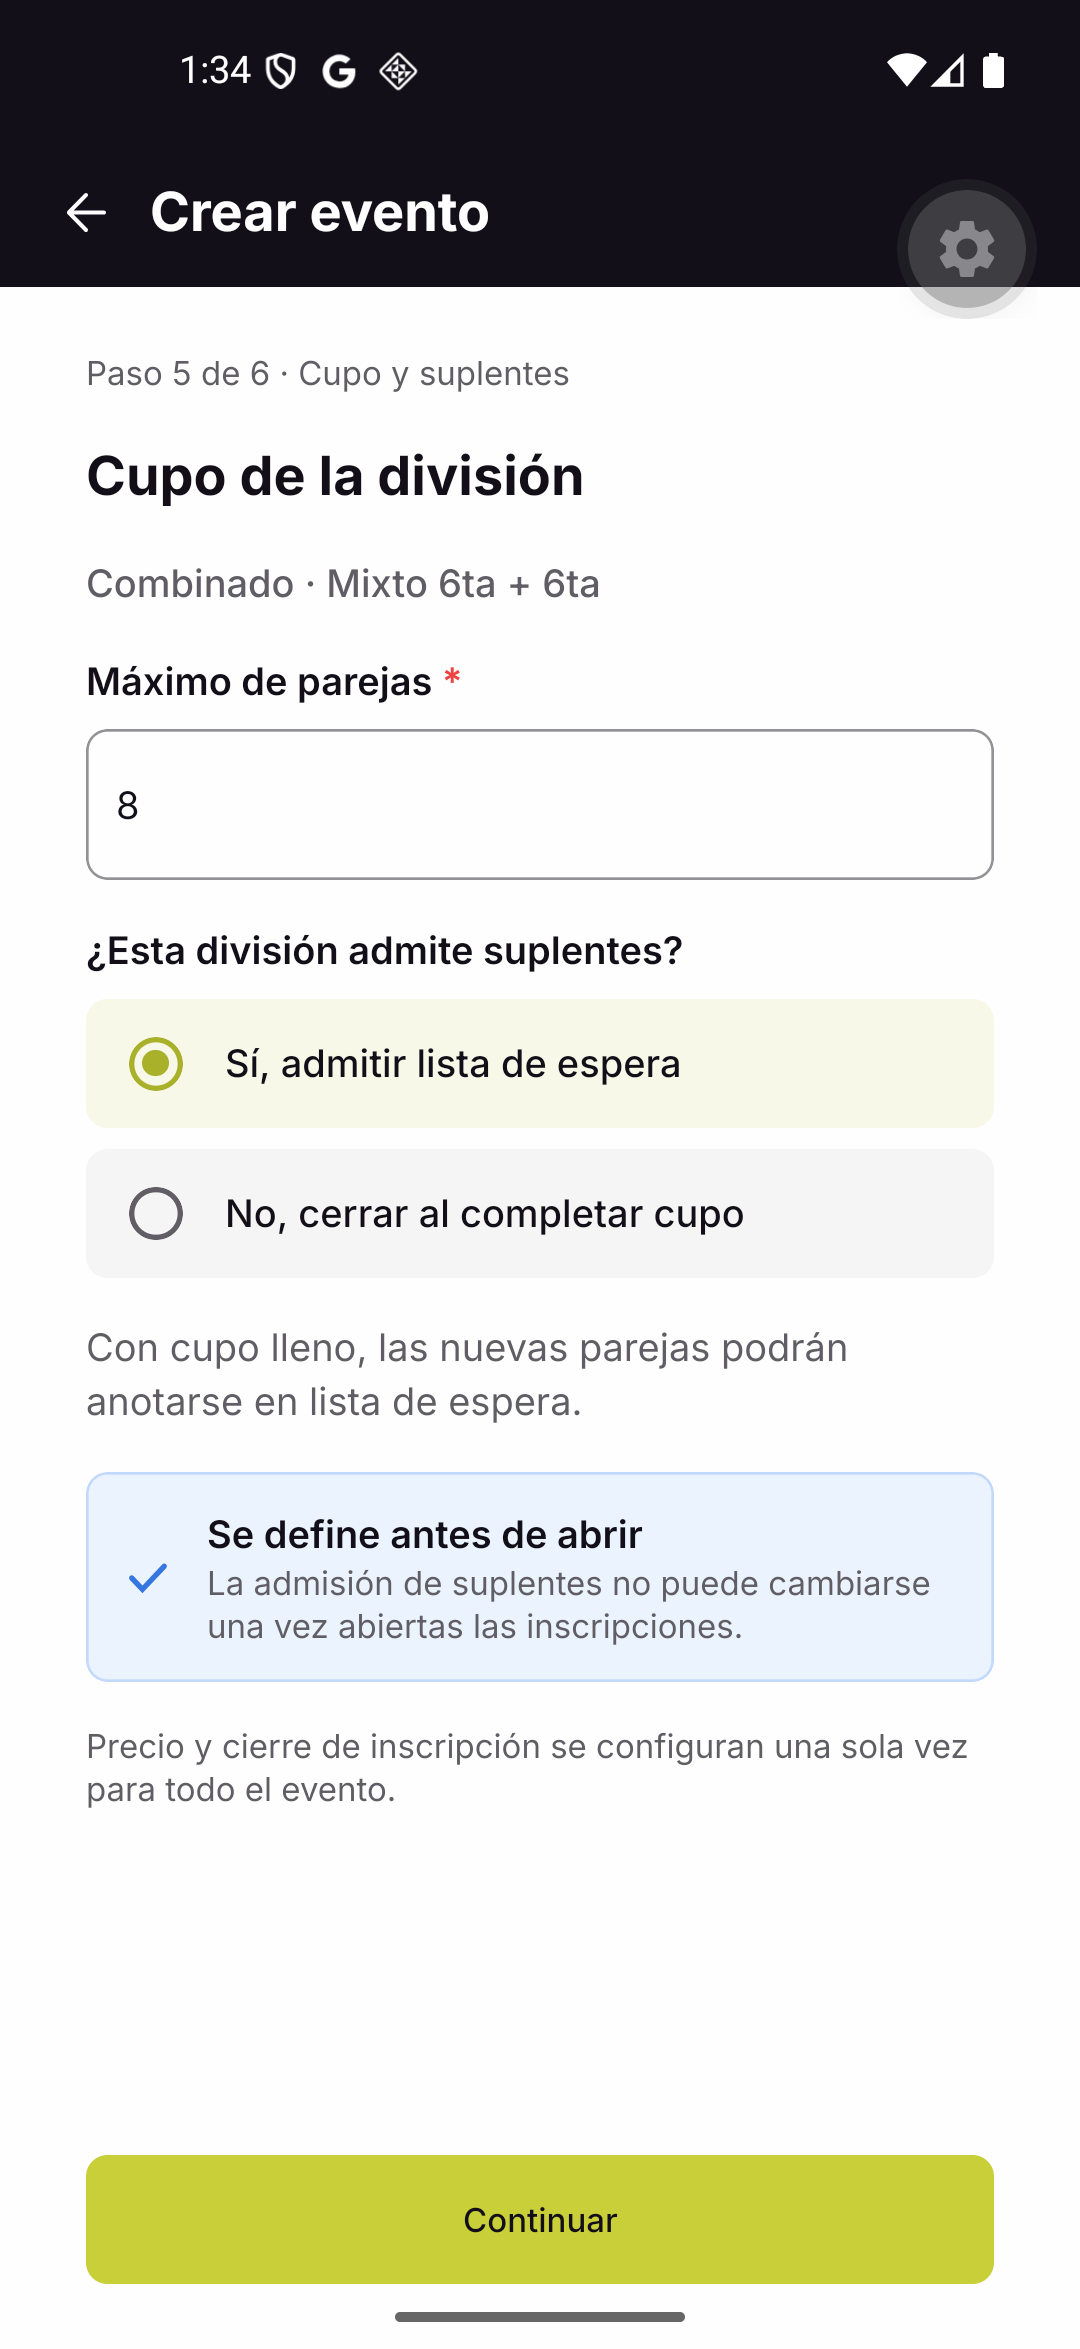 1:34
Crear evento
Paso 5 de 6 · Cupo y suplentes
Cupo de la división
Combinado · Mixto 6ta + 6ta
Máximo de parejas *
8
¿Esta división admite suplentes?
Sí, admitir lista de espera
No, cerrar al completar cupo
Con cupo lleno, las nuevas parejas podrán
anotarse en lista de espera.
Se define antes de abrir
La admisión de suplentes no puede cambiarse
una vez abiertas las inscripciones.
Precio y cierre de inscripción se configuran una sola vez
para todo el evento.
Continuar